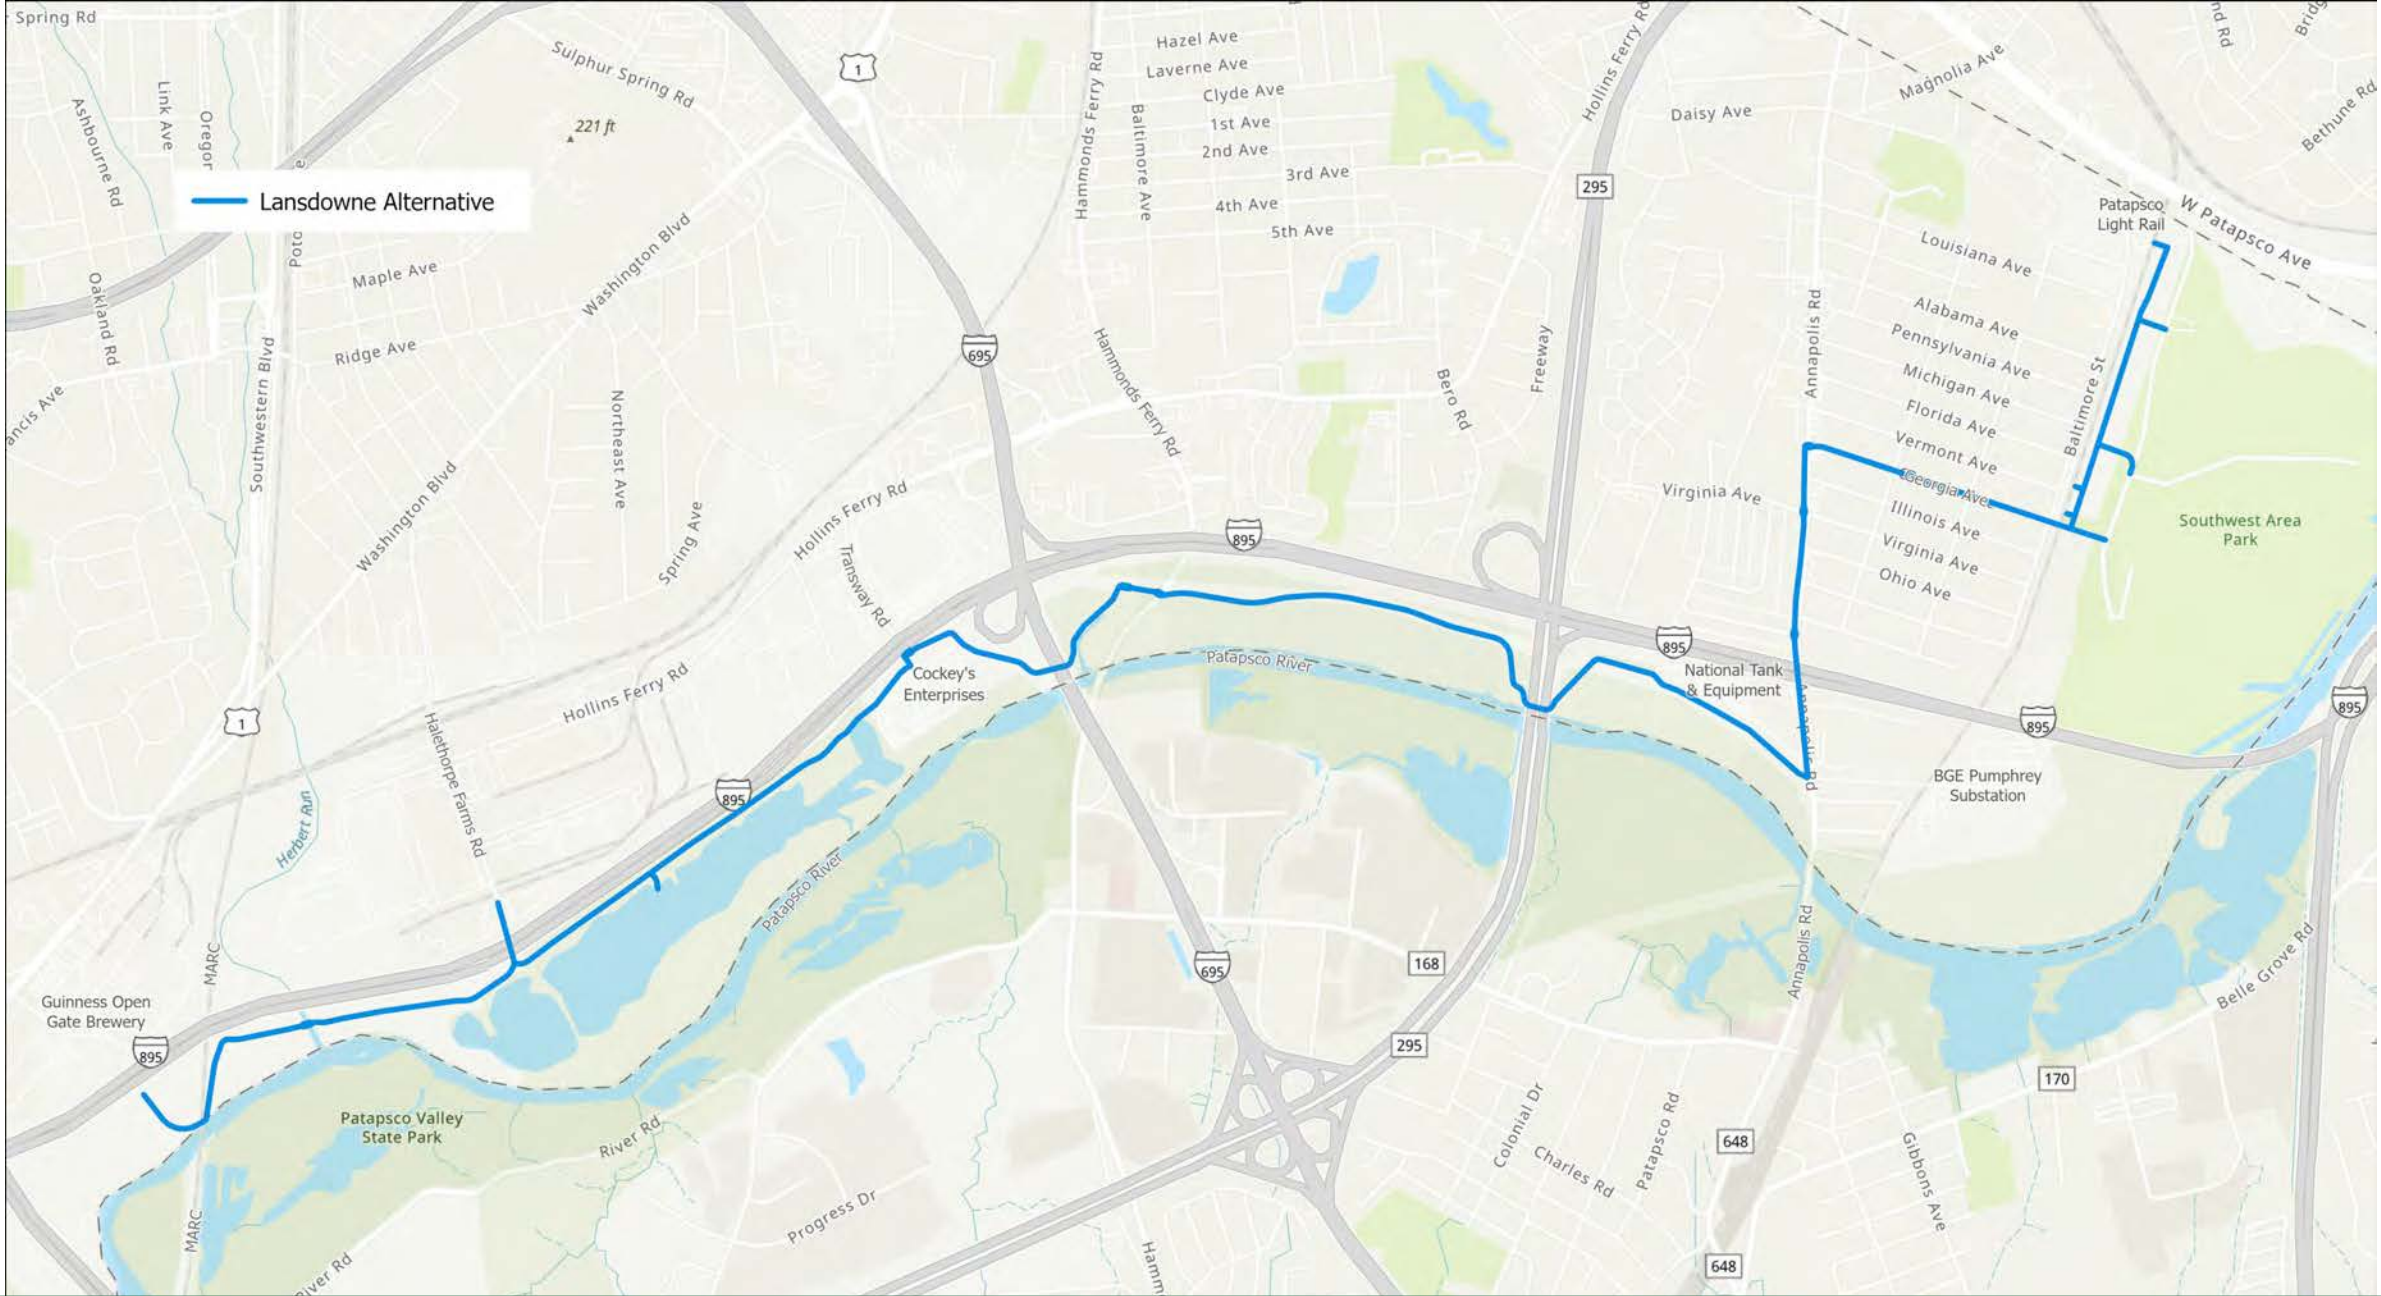 Spring Rd
Link Ave
Oregon
Ashbourne Rd
Sulphur Spring Rd
221 ft
1
Hazel Ave
Laverne Ave
Clyde Ave
1st Ave
2nd Ave
3rd Ave
4th Ave
5th Ave
Hammonds Ferry Rd
Baltimore Ave
Hollins Ferry Rd
Daisy Ave
Magnolia Ave
nd Rd
Bethune Rd
295
Lansdowne Alternative
Patapsco
Light Rail
W Patapsco Ave
Oakland Rd
Maple Ave
Washington Blvd
Ridge Ave
Southwestern Blvd
ancis Ave
Northeast Ave
Washington Blvd
Spring Ave
Hollins Ferry Rd
Transway Rd
695
Hammonds Ferry Rd
Bero Rd
Freeway
Annapolis Rd
Louisiana Ave
Alabama Ave
Pennsylvania Ave
Michigan Ave
Florida Ave
Vermont Ave
Georgia Ave
Illinois Ave
Virginia Ave
Ohio Ave
Virginia Ave
Baltimore St
Southwest Area
Park
895
895
National Tank
& Equipment
Annapolis Rd
895
895
BGE Pumphrey
Substation
Patapsco River
Cockey's
Enterprises
Hollins Ferry Rd
1
Halethorpe Farms Rd
Herbert Run
895
Patapsco River
MARC
Guinness Open
Gate Brewery
895
Patapsco Valley
State Park
River Rd
MARC
River Rd
Progress Dr
Hamm
695
168
295
Colonial Dr
Charles Rd
Patapsco Rd
Annapolis Rd
648
648
170
Gibbons Ave
Belle Grove Rd